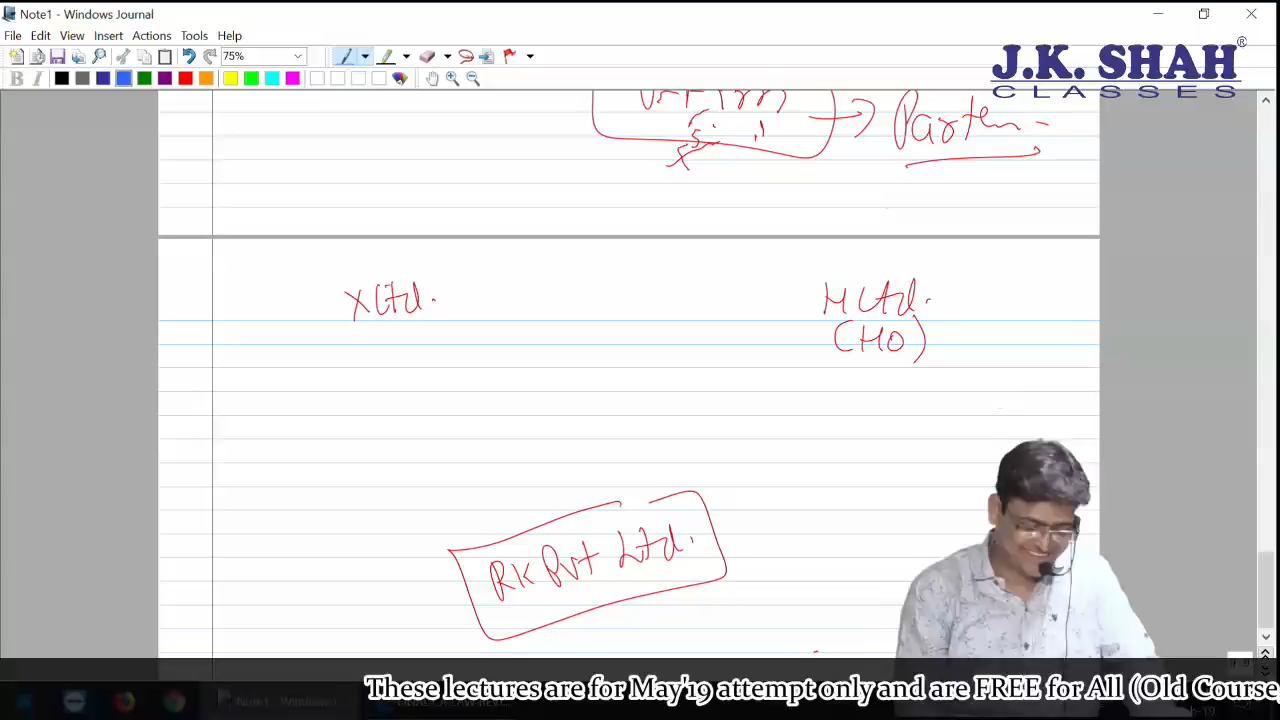 Note1 - Windows Journal
File Edit View Insert Actions Tools Help
75%
B I
J.K. SHAH®
CLASSES
Parten
X Ltd.
H Ltd.
(HO)
RK Pvt Ltd.
These lectures are for May'19 attempt only and are FREE for All (Old Course